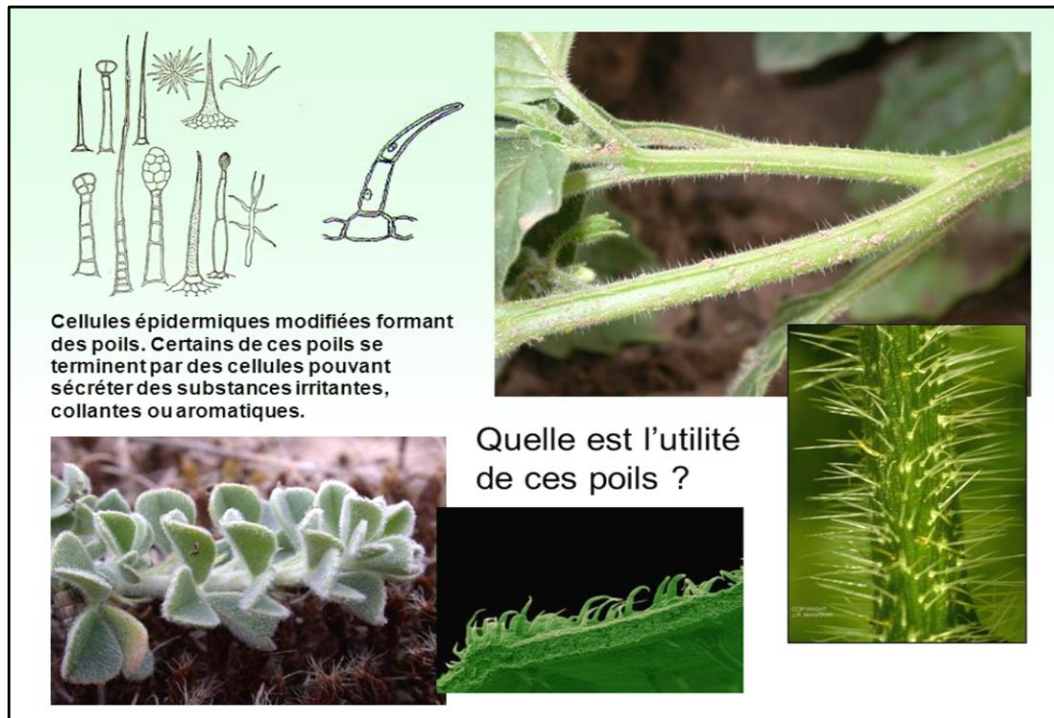 Cellules épidermiques modifiées formant
des poils. Certains de ces poils se
terminent par des cellules pouvant
sécréter des substances irritantes,
collantes ou aromatiques.
Quelle est l’utilité
de ces poils ?
COPYRIGHT